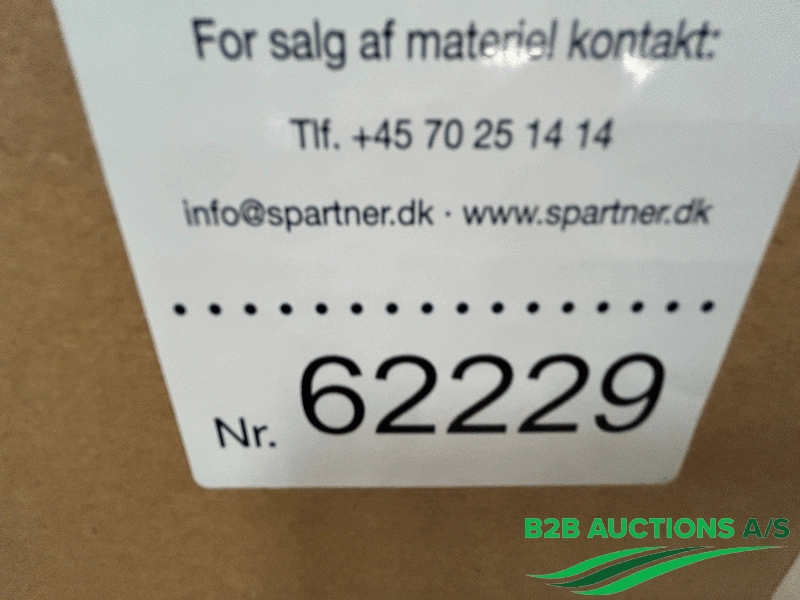 For salg af materiel kontakt:
Tlf. +45 70 25 14 14
info@spartner.dk · www.spartner.dk
Nr. 62229
B2B AUCTIONS A/S